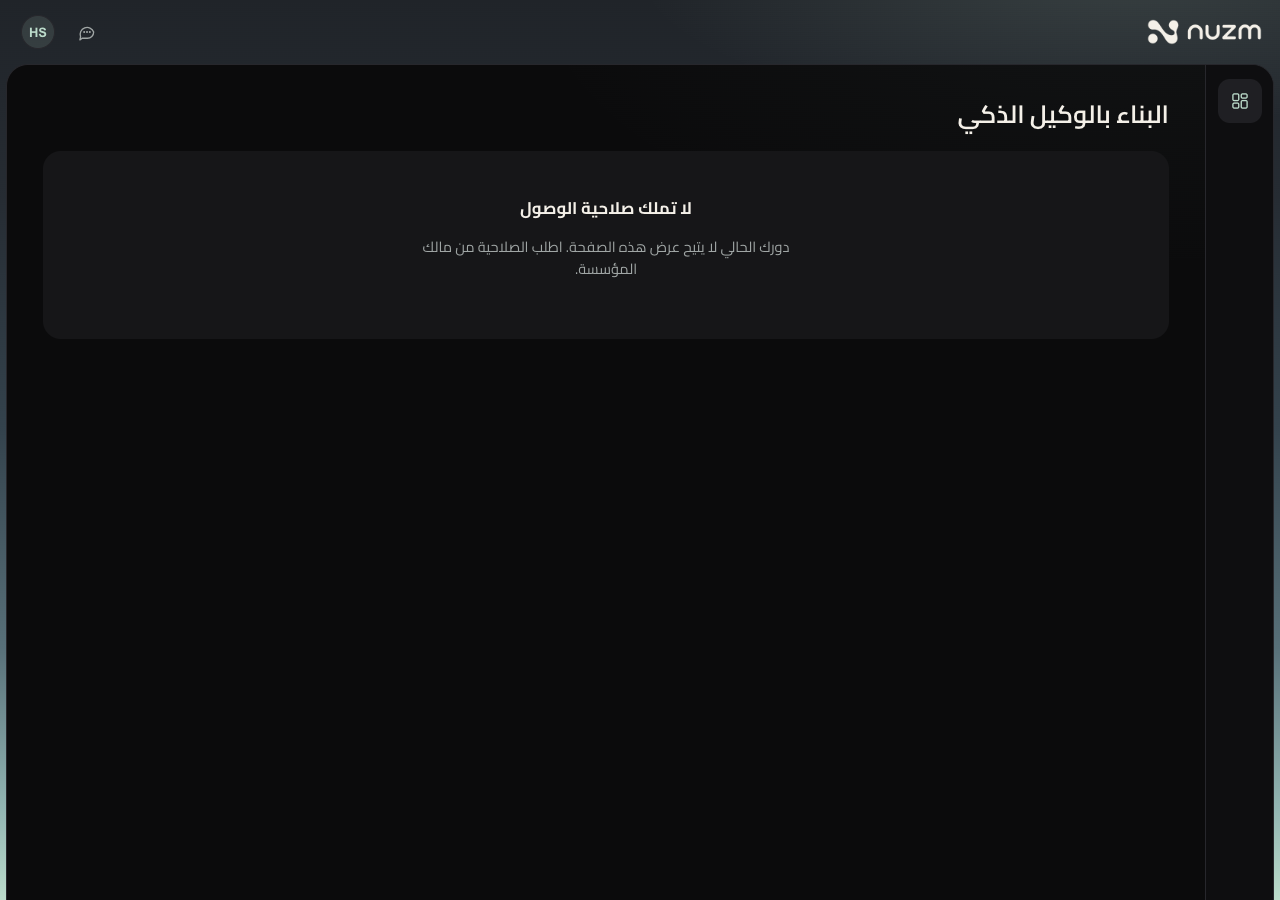 nuzm
HS
البناء بالوكيل الذكي
لا تملك صلاحية الوصول
دورك الحالي لا يتيح عرض هذه الصفحة. اطلب الصلاحية من مالك
المؤسسة.